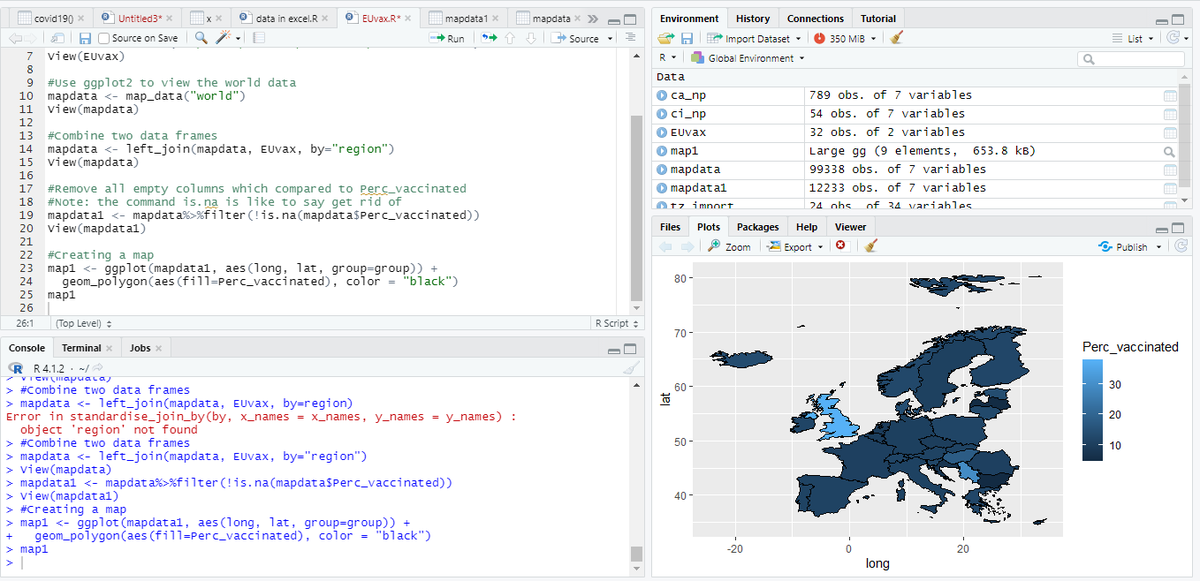 covid19()
Untitled3*
x
data in excel.R
EUvax.R*
mapdata1
mapdata
Source on Save
Run
Source
7 View(EUvax)
8
9 #Use ggplot2 to view the world data
10 mapdata <- map_data("world")
11 View(mapdata)
12
13 #Combine two data frames
14 mapdata <- left_join(mapdata, EUvax, by="region")
15 View(mapdata)
16
17 #Remove all empty columns which compared to Perc_vaccinated
18 #Note: the command is.na is like to say get rid of
19 mapdata1 <- mapdata%>%filter(!is.na(mapdata$Perc_vaccinated))
20 View(mapdata1)
21
22 #Creating a map
23 map1 <- ggplot(mapdata1, aes(long, lat, group=group)) +
24 geom_polygon(aes(fill=Perc_vaccinated), color = "black")
25 map1
26
26:1 (Top Level) R Script
Console Terminal Jobs
R 4.1.2 · ~/
> View(mapdata)
> #Combine two data frames
> mapdata <- left_join(mapdata, EUvax, by=region)
Error in standardise_join_by(by, x_names = x_names, y_names = y_names) :
object 'region' not found
> #Combine two data frames
> mapdata <- left_join(mapdata, EUvax, by="region")
> View(mapdata)
> mapdata1 <- mapdata%>%filter(!is.na(mapdata$Perc_vaccinated))
> View(mapdata1)
> #Creating a map
> map1 <- ggplot(mapdata1, aes(long, lat, group=group)) +
+ geom_polygon(aes(fill=Perc_vaccinated), color = "black")
> map1
>
Environment History Connections Tutorial
Import Dataset 350 MiB List
R Global Environment
Data
ca_np 789 obs. of 7 variables
ci_np 54 obs. of 7 variables
EUvax 32 obs. of 2 variables
map1 Large gg (9 elements, 653.8 kB)
mapdata 99338 obs. of 7 variables
mapdata1 12233 obs. of 7 variables
tz_import 24 obs. of 34 variables
Files Plots Packages Help Viewer
Zoom Export Publish
80
70
60
50
40
lat
-20 0 20
long
Perc_vaccinated
30
20
10